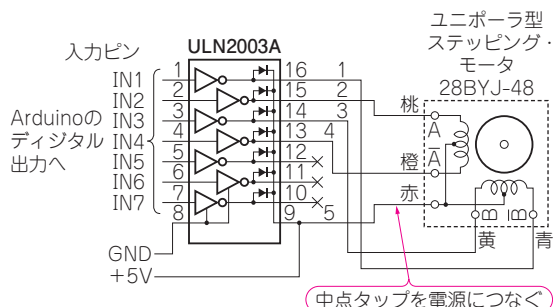 ユニポーラ型
ステッピング・
モータ
28BYJ-48
入力ピン
ULN2003A
Arduinoの
ディジタル
出力へ
IN1
IN2
IN3
IN4
IN5
IN6
IN7
GND
+5V
1
2
3
4
5
6
7
8
16
15
14
13
12
11
10
9
1
2
3
4
5
桃
橙
赤
A
A
B
B
黄
青
中点タップを電源につなぐ